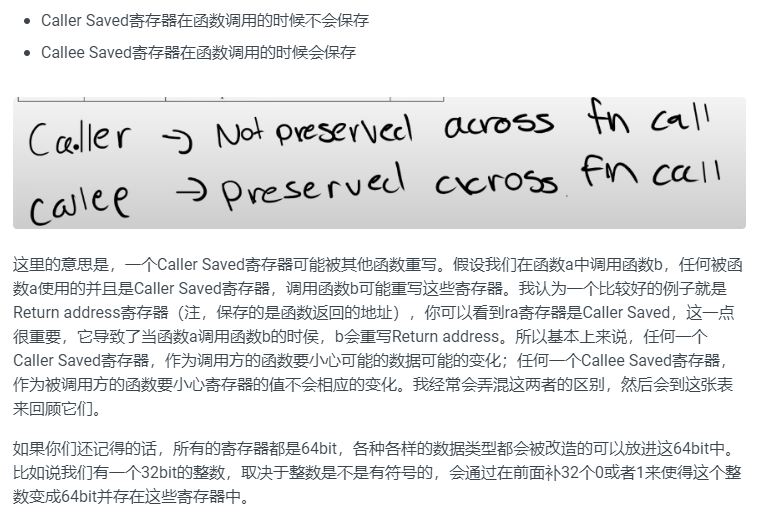 Caller Saved寄存器在函数调用的时候不会保存
Callee Saved寄存器在函数调用的时候会保存
Caller → Not preserved across fn call
Callee → preserved across fn call
这里的意思是，一个Caller Saved寄存器可能被其他函数重写。假设我们在函数a中调用函数b，任何被函
数a使用的并且是Caller Saved寄存器，调用函数b可能重写这些寄存器。我认为一个比较好的例子就是
Return address寄存器（注，保存的是函数返回的地址），你可以看到ra寄存器是Caller Saved，这一点
很重要，它导致了当函数a调用函数b的时侯，b会重写Return address。所以基本上来说，任何一个
Caller Saved寄存器，作为调用方的函数要小心可能的数据可能的变化；任何一个Callee Saved寄存器，
作为被调用方的函数要小心寄存器的值不会相应的变化。我经常会弄混这两者的区别，然后会到这张表
来回顾它们。
如果你们还记得的话，所有的寄存器都是64bit，各种各样的数据类型都会被改造的可以放进这64bit中。
比如说我们有一个32bit的整数，取决于整数是不是有符号的，会通过在前面补32个0或者1来使得这个整
数变成64bit并存在这些寄存器中。